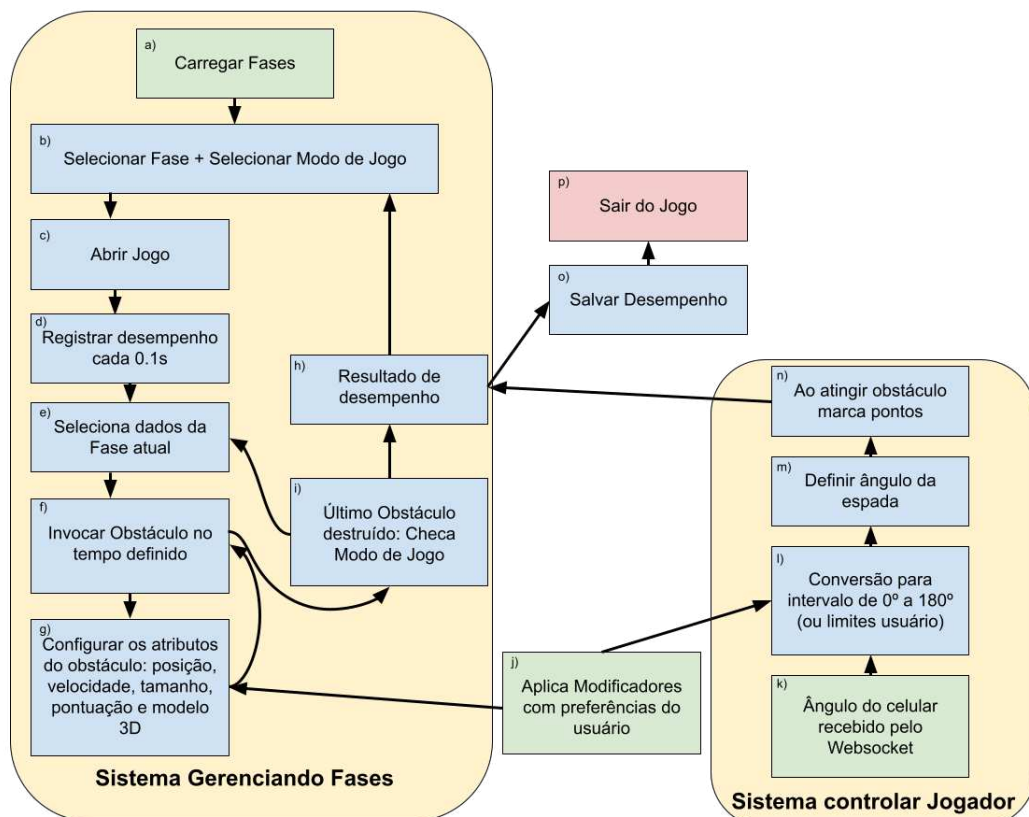 a)
Carregar Fases
b)
Selecionar Fase + Selecionar Modo de Jogo
c)
Abrir Jogo
d)
Registrar desempenho
cada 0.1s
e)
Seleciona dados da
Fase atual
f)
Invocar Obstáculo no
tempo definido
g)
Configurar os atributos
do obstáculo: posição,
velocidade, tamanho,
pontuação e modelo
3D
h)
Resultado de
desempenho
i)
Último Obstáculo
destruído: Checa
Modo de Jogo
Sistema Gerenciando Fases
j)
Aplica Modificadores
com preferências do
usuário
p)
Sair do Jogo
o)
Salvar Desempenho
n)
Ao atingir obstáculo
marca pontos
m)
Definir ângulo da
espada
l)
Conversão para
intervalo de 0º a 180º
(ou limites usuário)
k)
Ângulo do celular
recebido pelo
Websocket
Sistema controlar Jogador